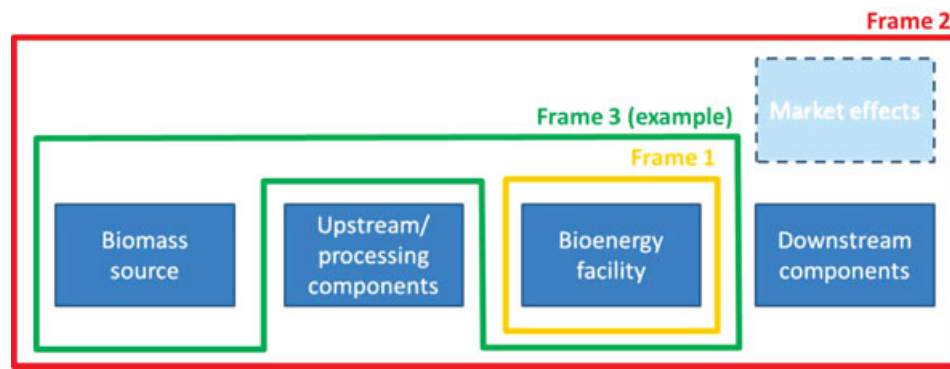 Frame 2
Market effects
Frame 3 (example)
Frame 1
Biomass
source
Upstream/
processing
components
Bioenergy
facility
Downstream
components